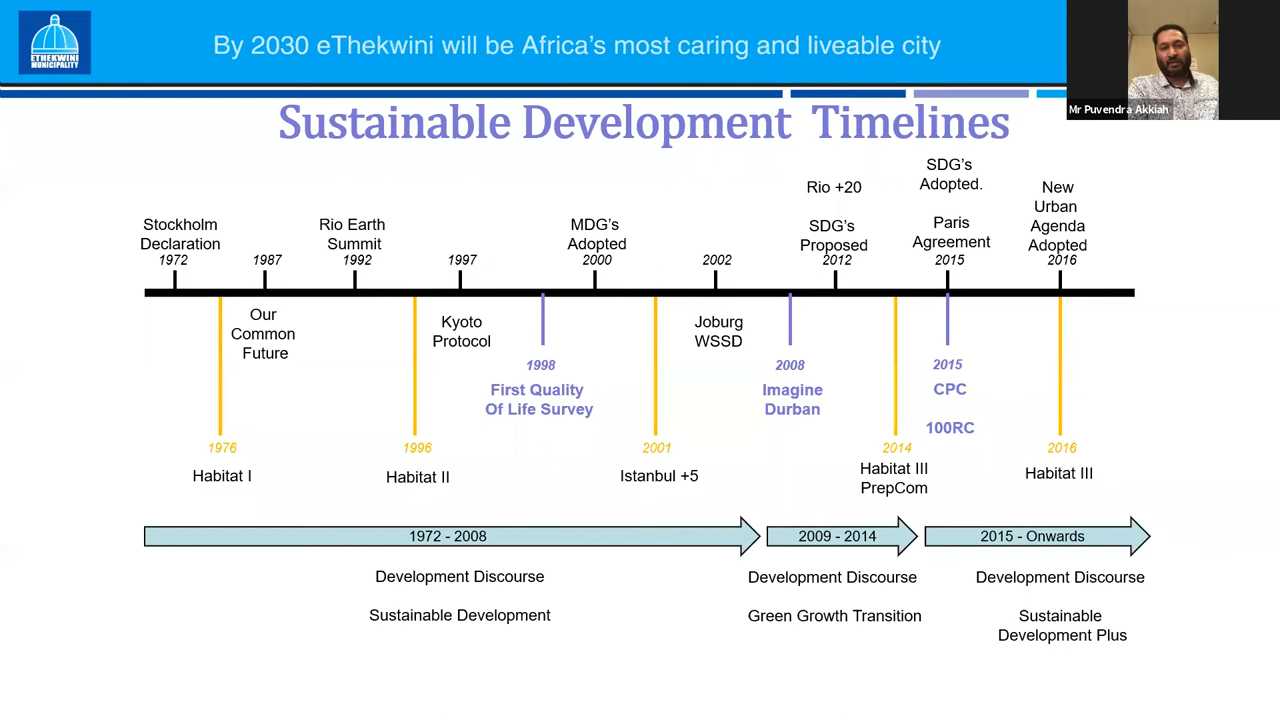 ETHEKWINI
MUNICIPALITY
By 2030 eThekwini will be Africa's most caring and liveable city
Mr Puvendra Akkiah
Sustainable Development Timelines
Stockholm
Declaration
1972
1987
Rio Earth
Summit
1992
1997
MDG's
Adopted
2000
2002
Rio +20
SDG's
Proposed
2012
SDG's
Adopted.
Paris
Agreement
2015
New
Urban
Agenda
Adopted
2016
Our
Common
Future
Kyoto
Protocol
Joburg
WSSD
1998
First Quality
Of Life Survey
2008
Imagine
Durban
2015
CPC
100RC
1976
Habitat I
1996
Habitat II
2001
Istanbul +5
2014
Habitat III
PrepCom
2016
Habitat III
1972 - 2008
2009 - 2014
2015 - Onwards
Development Discourse
Sustainable Development
Development Discourse
Green Growth Transition
Development Discourse
Sustainable
Development Plus